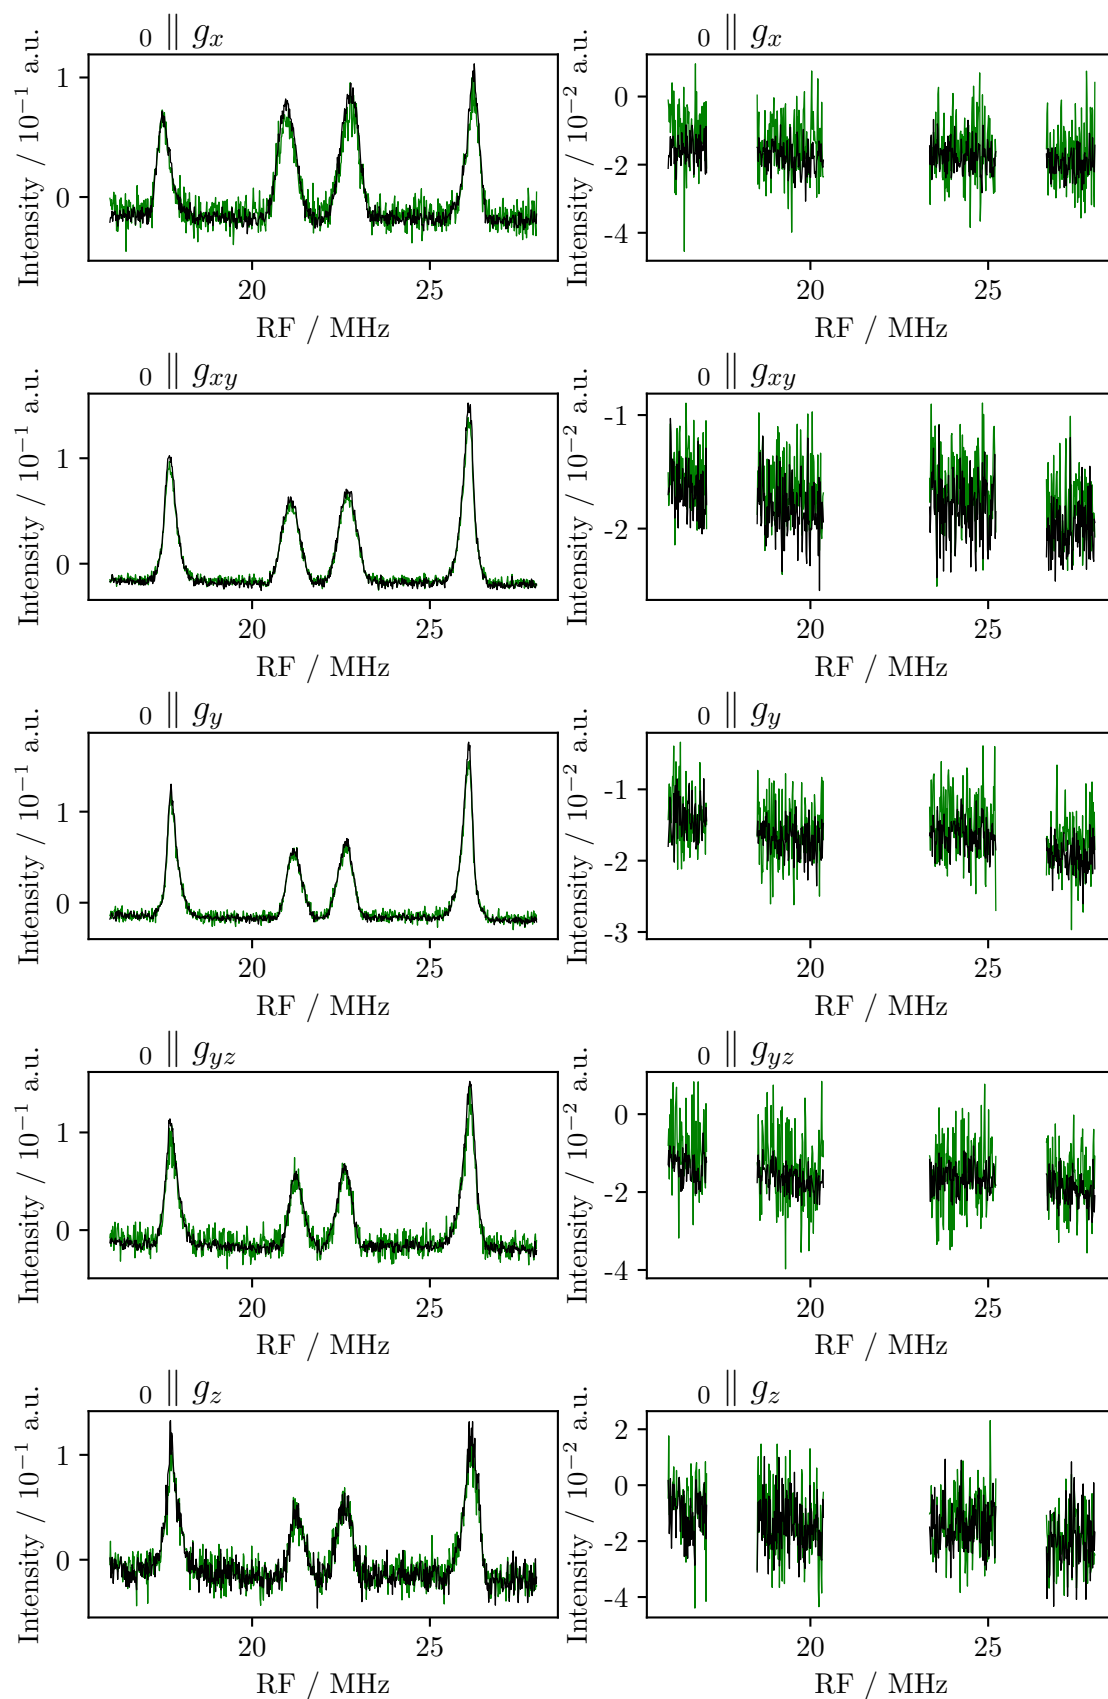 0 ∥ g_x 0 ∥ g_x
Intensity / 10⁻¹ a.u. Intensity / 10⁻² a.u.
1 0
0 -2
-4
20 25 20 25
RF / MHz RF / MHz
0 ∥ g_xy 0 ∥ g_xy
Intensity / 10⁻¹ a.u. Intensity / 10⁻² a.u.
1 -1
0 -2
20 25 20 25
RF / MHz RF / MHz
0 ∥ g_y 0 ∥ g_y
Intensity / 10⁻¹ a.u. Intensity / 10⁻² a.u.
1 -1
0 -2
-3
20 25 20 25
RF / MHz RF / MHz
0 ∥ g_yz 0 ∥ g_yz
Intensity / 10⁻¹ a.u. Intensity / 10⁻² a.u.
1 0
0 -2
-4
20 25 20 25
RF / MHz RF / MHz
0 ∥ g_z 0 ∥ g_z
Intensity / 10⁻¹ a.u. Intensity / 10⁻² a.u.
1 2
0 0
-2
-4
20 25 20 25
RF / MHz RF / MHz